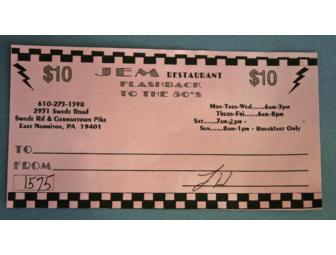 $10 JEM RESTAURANT $10
FLASHBACK
TO THE 50'S
610-275-1598
2931 Swede Road
Swede Rd & Germantown Pike
East Norriton, PA 19401
Mon-Tues-Wed......6am-3pm
Thurs-Fri......6am-8pm
Sat......7am-2pm -
Sun......8am-1pm - Breakfast Only
TO
FROM
1575